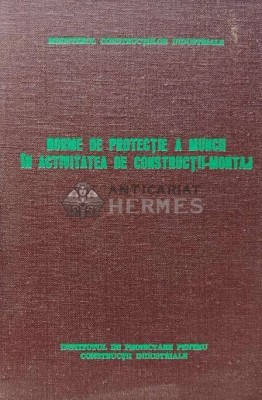 MINISTERUL CONSTRUCȚIILOR INDUSTRIALE
NORME DE PROTECȚIE A MUNCII
ÎN ACTIVITATEA DE CONSTRUCȚII-MONTAJ
ANTICARIAT
HERMES
INSTITUTUL DE PROIECTARE PENTRU
CONSTRUCȚII INDUSTRIALE